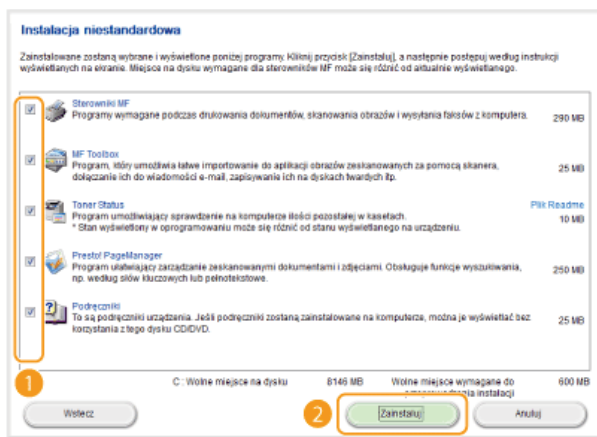 Instalacja niestandardowa
Zainstalowane zostaną wybrane i wyświetlone poniżej programy. Kliknij przycisk [Zainstaluj], a następnie postępuj według instrukcji
wyświetlanych na ekranie. Miejsce na dysku wymagane dla sterowników MF może się różnić od aktualnie wyświetlanego.
Sterowniki MF
Programy wymagane podczas drukowania dokumentów, skanowania obrazów i wysyłania faksów z komputera.
290 MB
MF Toolbox
Program, który umożliwia łatwe importowanie do aplikacji obrazów zeskanowanych za pomocą skanera,
dołączanie ich do wiadomości e-mail, zapisywanie ich na dyskach twardych itp.
25 MB
Toner Status
Plik Readme
Program umożliwiający sprawdzenie na komputerze ilości pozostałej w kasetach.
10 MB
* Stan wyświetlony w oprogramowaniu może się różnić od stanu wyświetlanego na urządzeniu.
Presto! PageManager
Program ułatwiający zarządzanie zeskanowanymi dokumentami i zdjęciami. Obsługuje funkcje wyszukiwania,
np. według słów kluczowych lub pełnotekstowe.
250 MB
Podręczniki
To są podręczniki urządzenia. Jeśli podręczniki zostaną zainstalowane na komputerze, można je wyświetlać bez
korzystania z tego dysku CD/DVD.
25 MB
1
C : Wolne miejsce na dysku
8146 MB
Wolne miejsce wymagane do
instalacji
600 MB
Wstecz
2
Zainstaluj
Anuluj